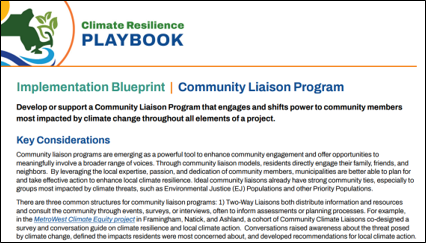 Climate Resilience
PLAYBOOK
Implementation Blueprint | Community Liaison Program
Develop or support a Community Liaison Program that engages and shifts power to community members
most impacted by climate change throughout all elements of a project.
Key Considerations
Community liaison programs are emerging as a powerful tool to enhance community engagement and offer opportunities to
meaningfully involve a broader range of voices. Through community liaison models, residents directly engage their family, friends, and
neighbors. By leveraging the local expertise, passion, and dedication of community members, municipalities are better able to plan for
and take effective action to enhance local climate resilience. Ideal community liaisons already have strong community ties, especially to
groups most impacted by climate threats, such as Environmental Justice (EJ) Populations and other Priority Populations.
There are three common structures for community liaison programs: 1) Two-Way Liaisons both distribute information and resources
and consult the community through events, surveys, or interviews, often to inform assessments or planning processes. For example,
in the MetroWest Climate Equity project in Framingham, Natick, and Ashland, a cohort of Community Climate Liaisons co-designed a
survey and conversation guide on climate resilience and local climate action. Conversations raised awareness about the threat posed
by climate change, defined the impacts residents were most concerned about, and developed recommendations for local climate action.